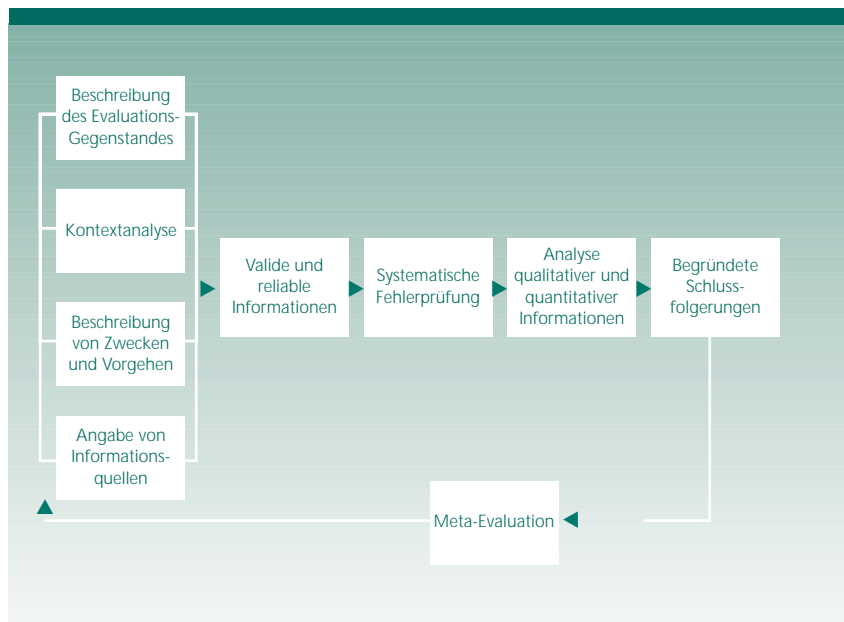 Beschreibung
des Evaluations-
Gegenstandes
Kontextanalyse
Beschreibung
von Zwecken
und Vorgehen
Angabe von
Informations-
quellen
Valide und
reliable
Informationen
Systematische
Fehlerprüfung
Analyse
qualitativer und
quantitativer
Informationen
Begründete
Schluss-
folgerungen
Meta-Evaluation